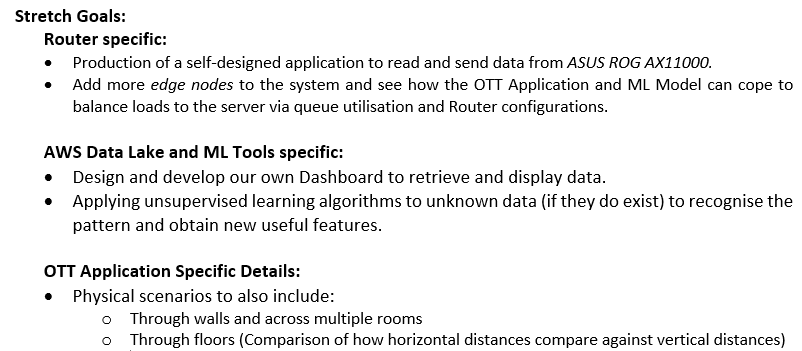 Stretch Goals:
Router specific:
• Production of a self-designed application to read and send data from ASUS ROG AX11000.
• Add more edge nodes to the system and see how the OTT Application and ML Model can cope to
balance loads to the server via queue utilisation and Router configurations.
AWS Data Lake and ML Tools specific:
• Design and develop our own Dashboard to retrieve and display data.
• Applying unsupervised learning algorithms to unknown data (if they do exist) to recognise the
pattern and obtain new useful features.
OTT Application Specific Details:
• Physical scenarios to also include:
o Through walls and across multiple rooms
o Through floors (Comparison of how horizontal distances compare against vertical distances)